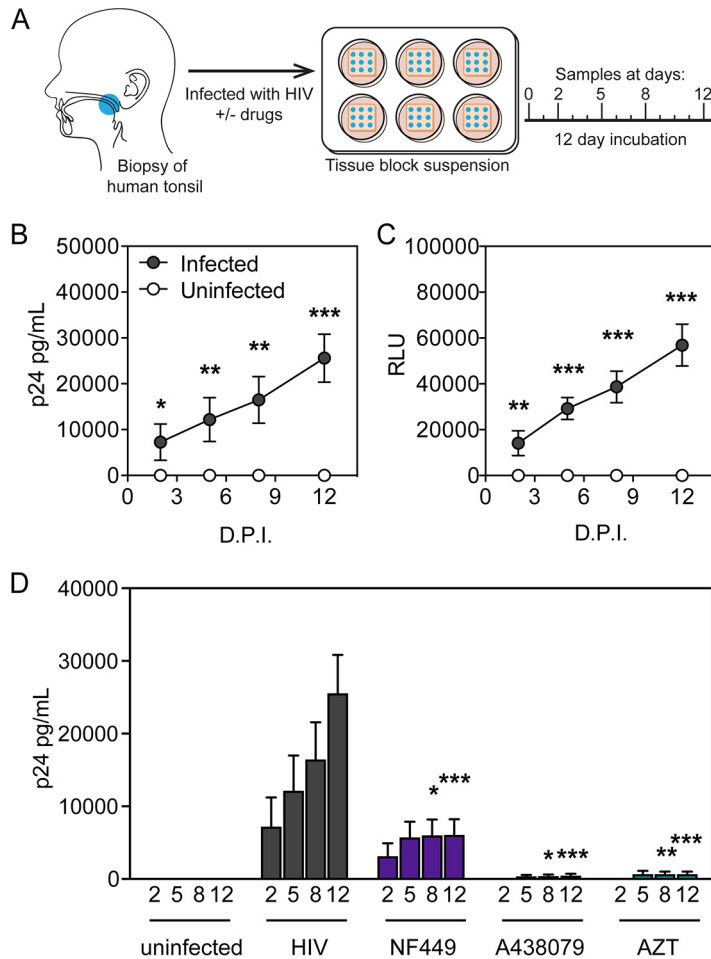 A
Infected with HIV
+/- drugs
Biopsy of
human tonsil
Tissue block suspension
Samples at days:
0 2 5 8 12
12 day incubation
B
p24 pg/mL
50000
40000
30000
20000
10000
0
Infected
Uninfected
*
**
**
***
0 3 6 9 12
D.P.I.
C
RLU
100000
80000
60000
40000
20000
0
**
***
***
***
0 3 6 9 12
D.P.I.
D
p24 pg/mL
40000
30000
20000
10000
0
* *** * *** ** ***
2 5 8 12 2 5 8 12 2 5 8 12 2 5 8 12 2 5 8 12
uninfected HIV NF449 A438079 AZT